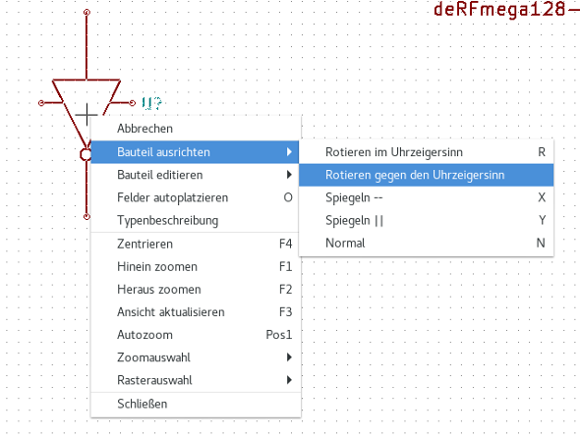 deRFmega128-
U?
Abbrechen
Bauteil ausrichten
Bauteil editieren
Felder autoplatzieren O
Typenbeschreibung
Zentrieren F4
Hinein zoomen F1
Heraus zoomen F2
Ansicht aktualisieren F3
Autozoom Pos1
Zoomauswahl
Rasterauswahl
Schließen
Rotieren im Uhrzeigersinn R
Rotieren gegen den Uhrzeigersinn
Spiegeln -- X
Spiegeln || Y
Normal N